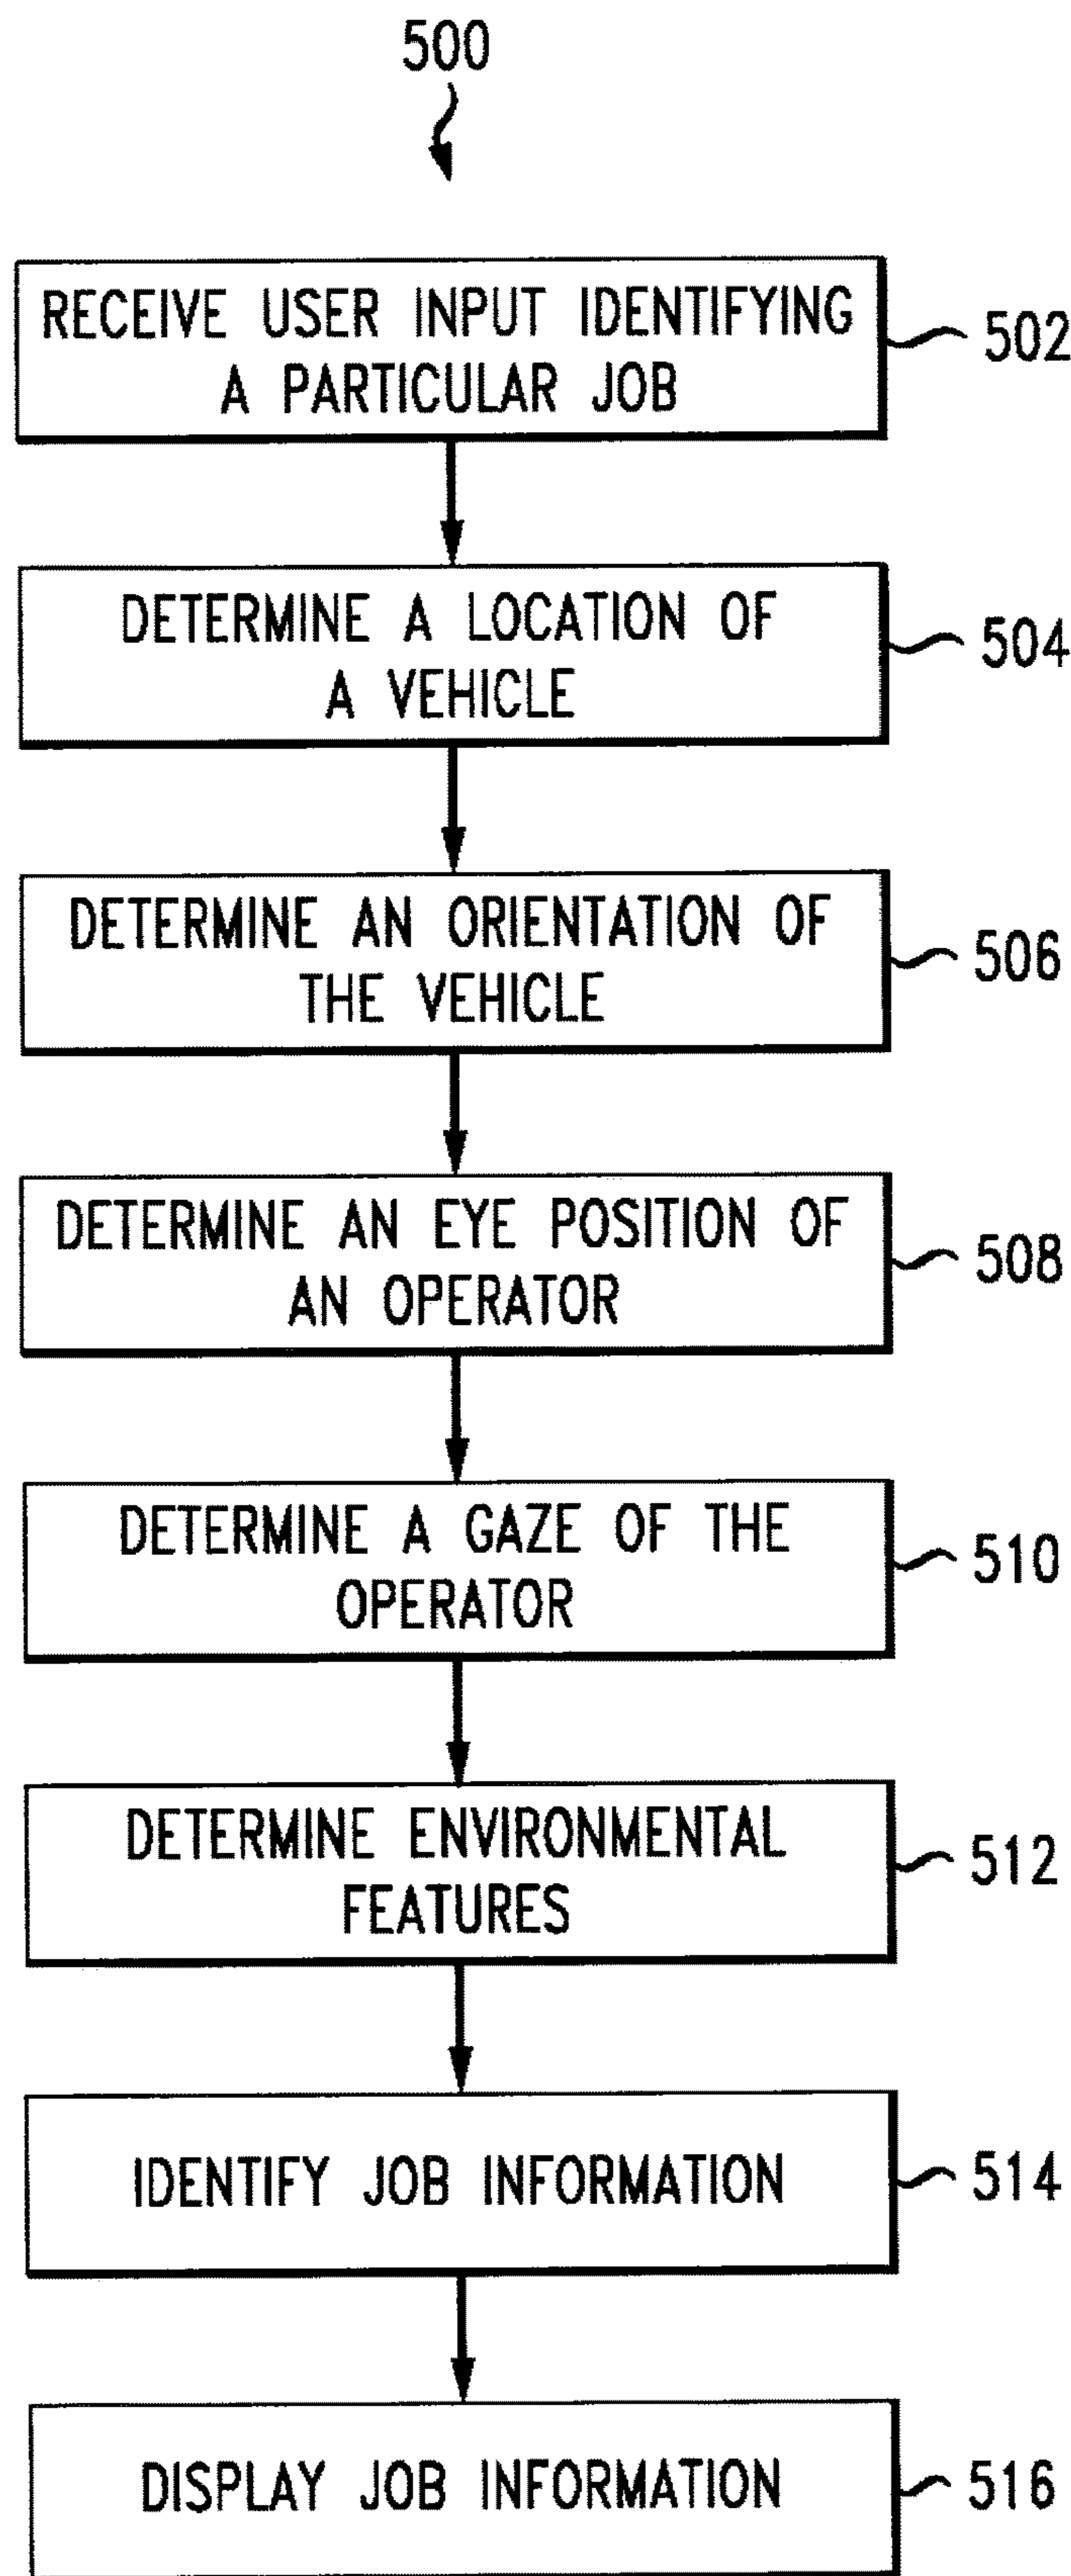 500
RECEIVE USER INPUT IDENTIFYING
A PARTICULAR JOB
502
DETERMINE A LOCATION OF
A VEHICLE
504
DETERMINE AN ORIENTATION OF
THE VEHICLE
506
DETERMINE AN EYE POSITION OF
AN OPERATOR
508
DETERMINE A GAZE OF THE
OPERATOR
510
DETERMINE ENVIRONMENTAL
FEATURES
512
IDENTIFY JOB INFORMATION
514
DISPLAY JOB INFORMATION
516